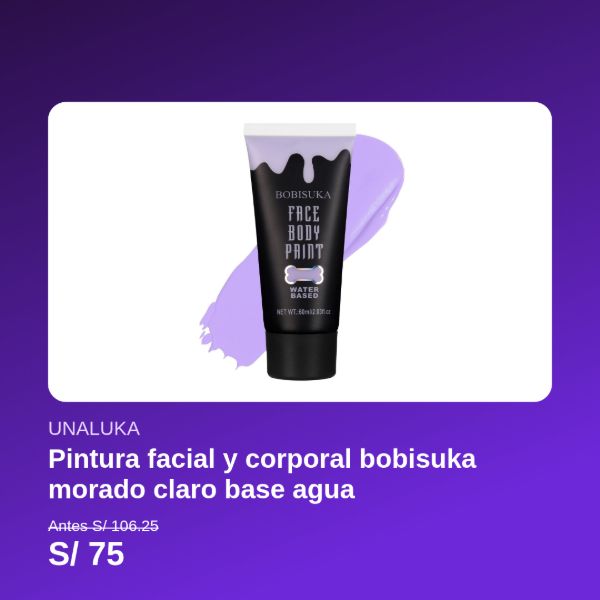 BOBISUKA
FACE
BODY
PAINT
WATER
BASED
UNALUKA
Pintura facial y corporal bobisuka
morado claro base agua
Antes S/ 106.25
S/ 75